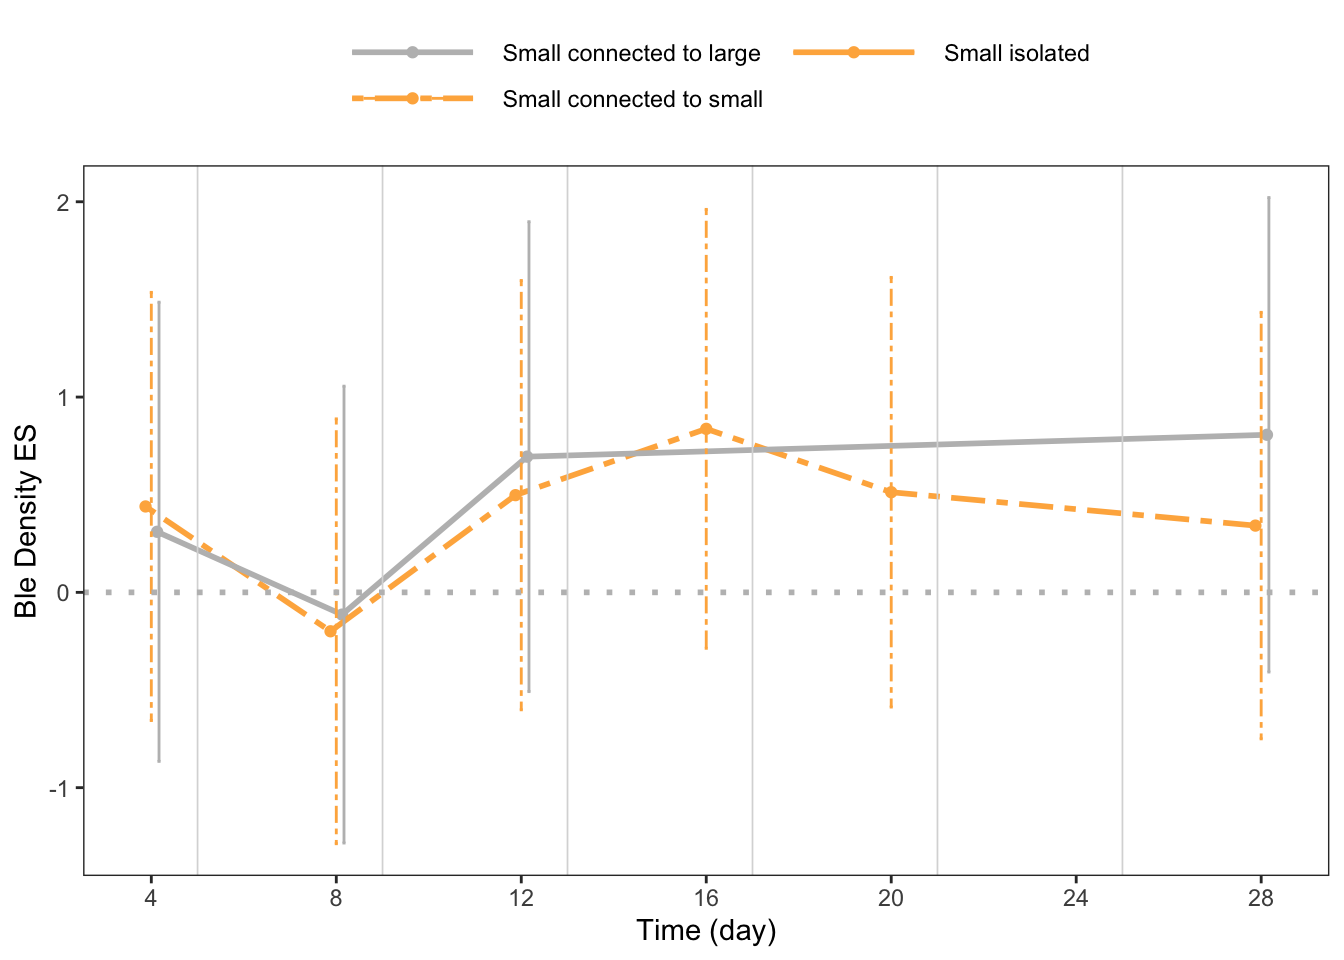 Small connected to large
Small isolated
Small connected to small
2
1
0
-1
Ble Density ES
4 8 12 16 20 24 28
Time (day)